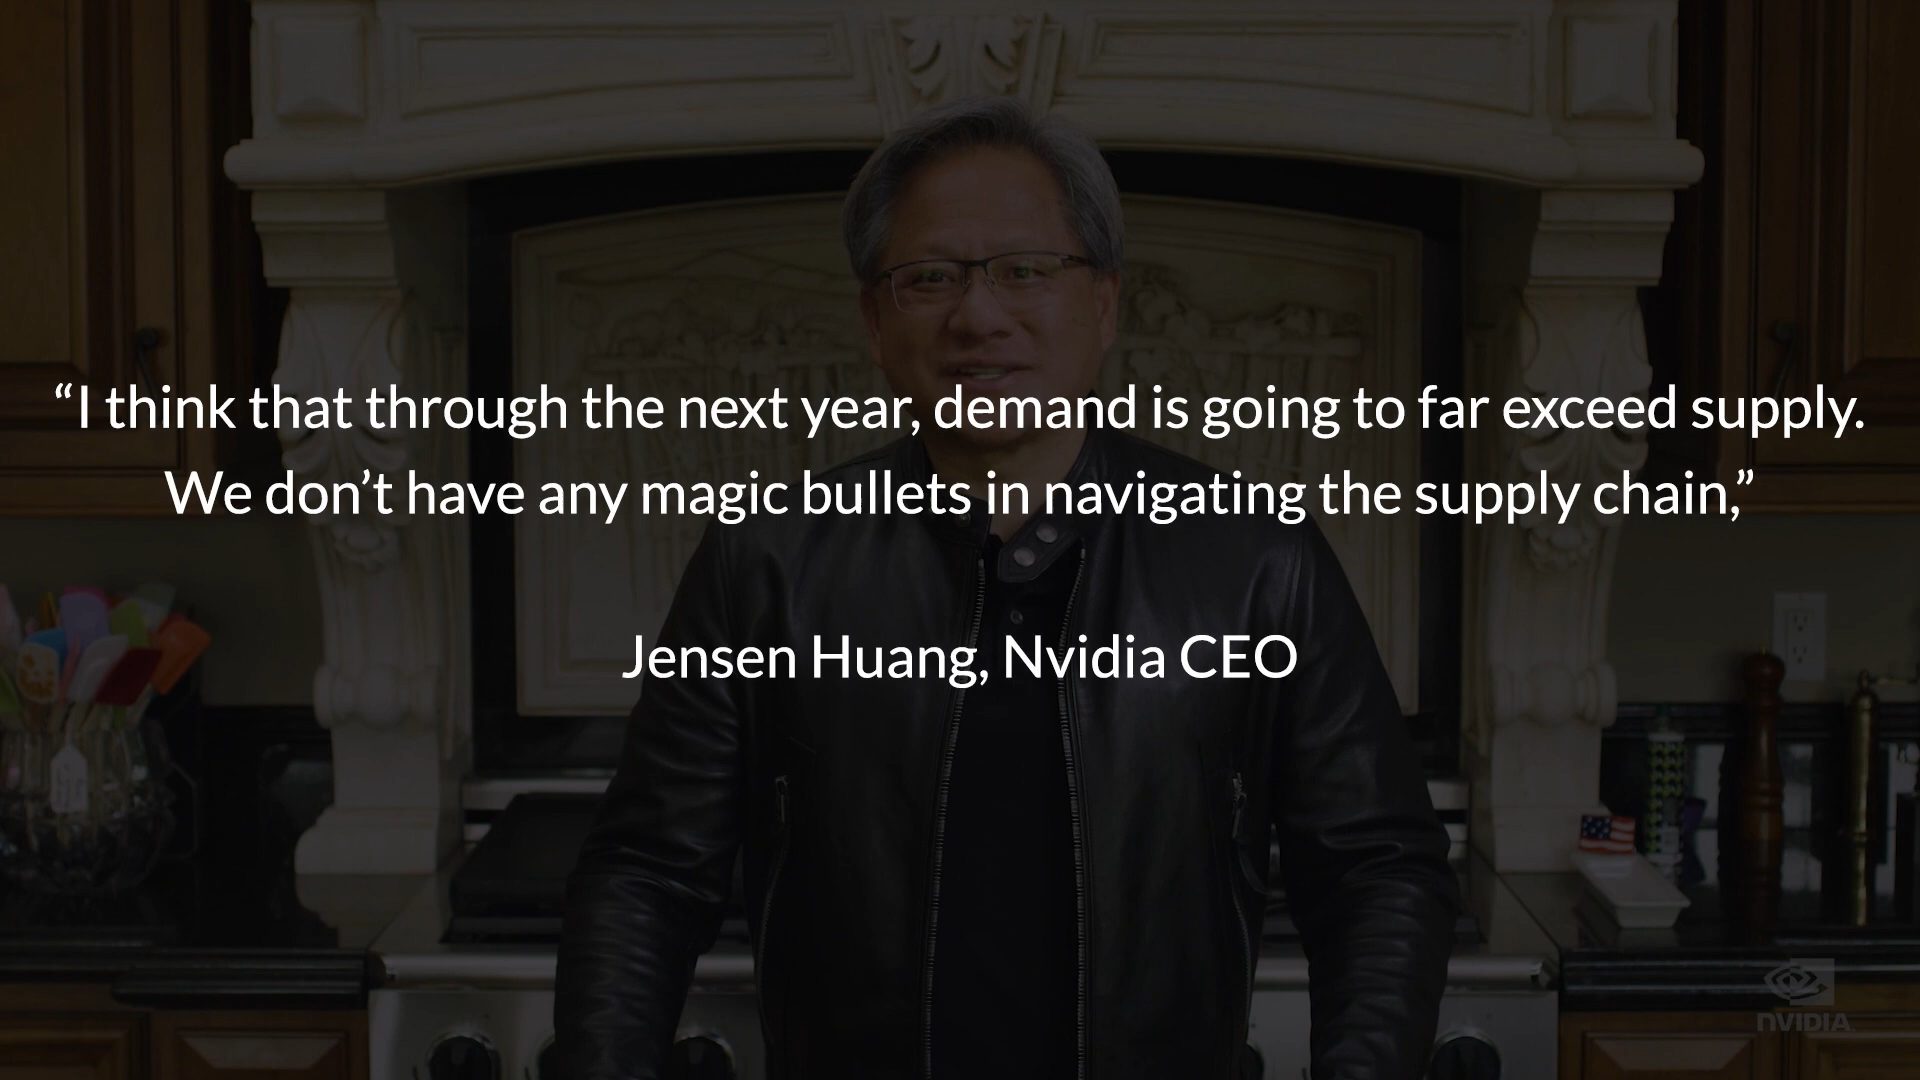 “I think that through the next year, demand is going to far exceed supply.
We don’t have any magic bullets in navigating the supply chain,”
Jensen Huang, Nvidia CEO
NVIDIA